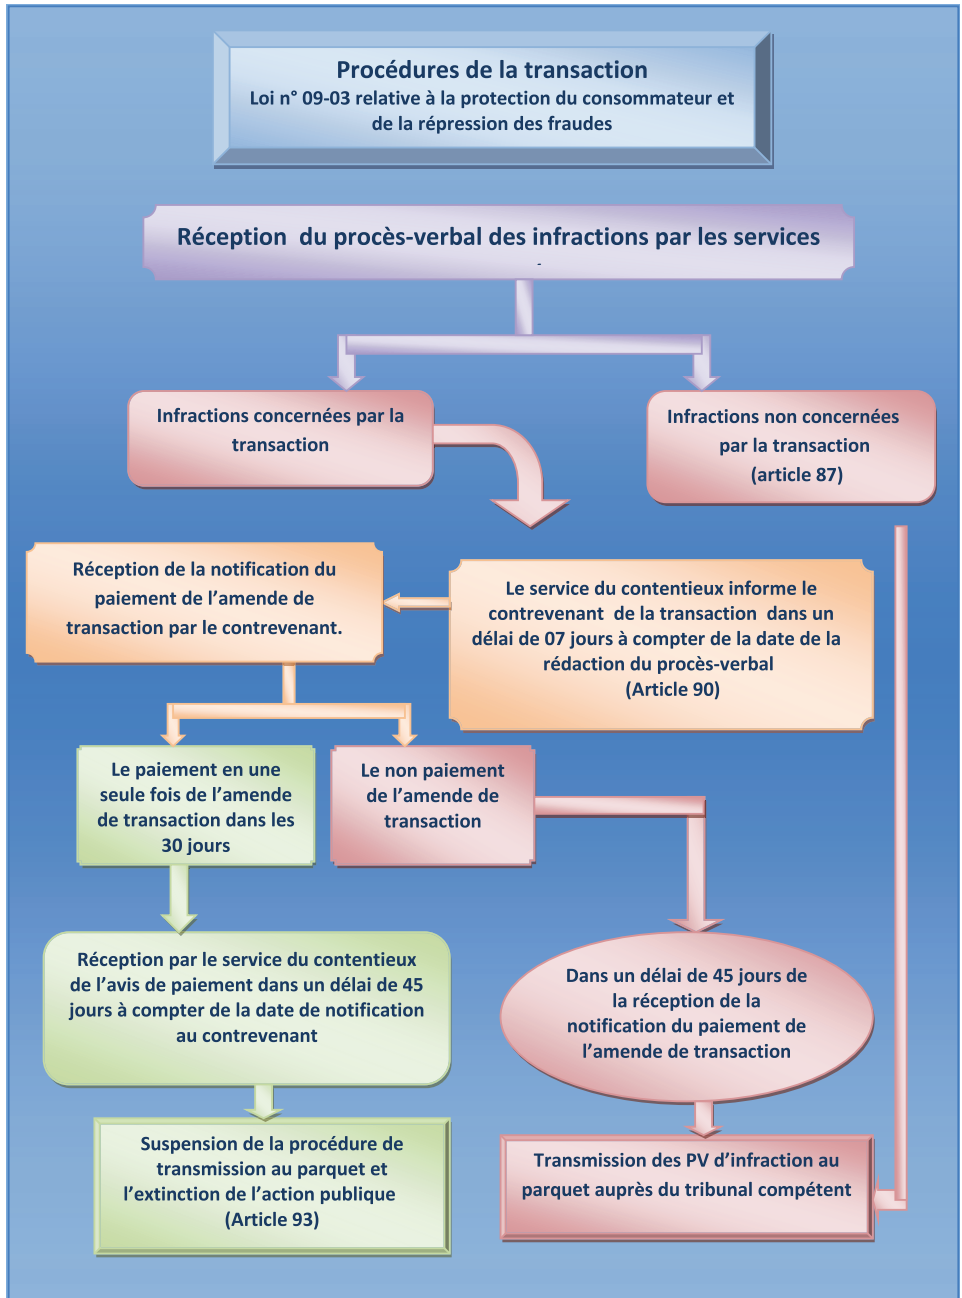 Procédures de la transaction
Loi n° 09-03 relative à la protection du consommateur et
de la répression des fraudes
Réception du procès-verbal des infractions par les services
Infractions concernées par la
transaction
Infractions non concernées
par la transaction
(article 87)
Réception de la notification du
paiement de l’amende de
transaction par le contrevenant.
Le service du contentieux informe le
contrevenant de la transaction dans un
délai de 07 jours à compter de la date de la
rédaction du procès-verbal
(Article 90)
Le paiement en une
seule fois de l’amende
de transaction dans les
30 jours
Le non paiement
de l’amende de
transaction
Réception par le service du contentieux
de l’avis de paiement dans un délai de 45
jours à compter de la date de notification
au contrevenant
Dans un délai de 45 jours de
la réception de la
notification du paiement de
l’amende de transaction
Suspension de la procédure de
transmission au parquet et
l’extinction de l’action publique
(Article 93)
Transmission des PV d’infraction au
parquet auprès du tribunal compétent